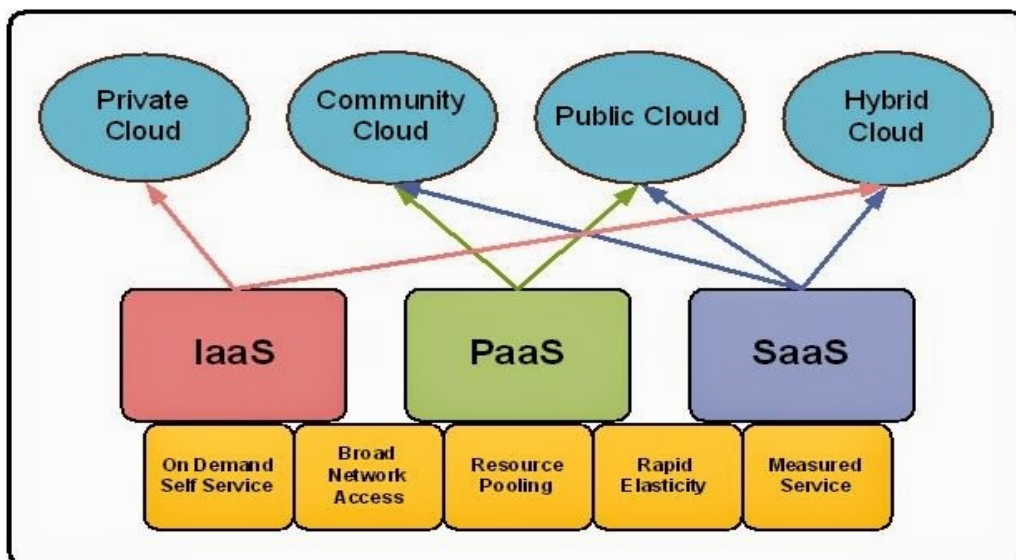 Private
Cloud
Community
Cloud
Public Cloud
Hybrid
Cloud
IaaS
PaaS
SaaS
On Demand
Self Service
Broad
Network
Access
Resource
Pooling
Rapid
Elasticity
Measured
Service